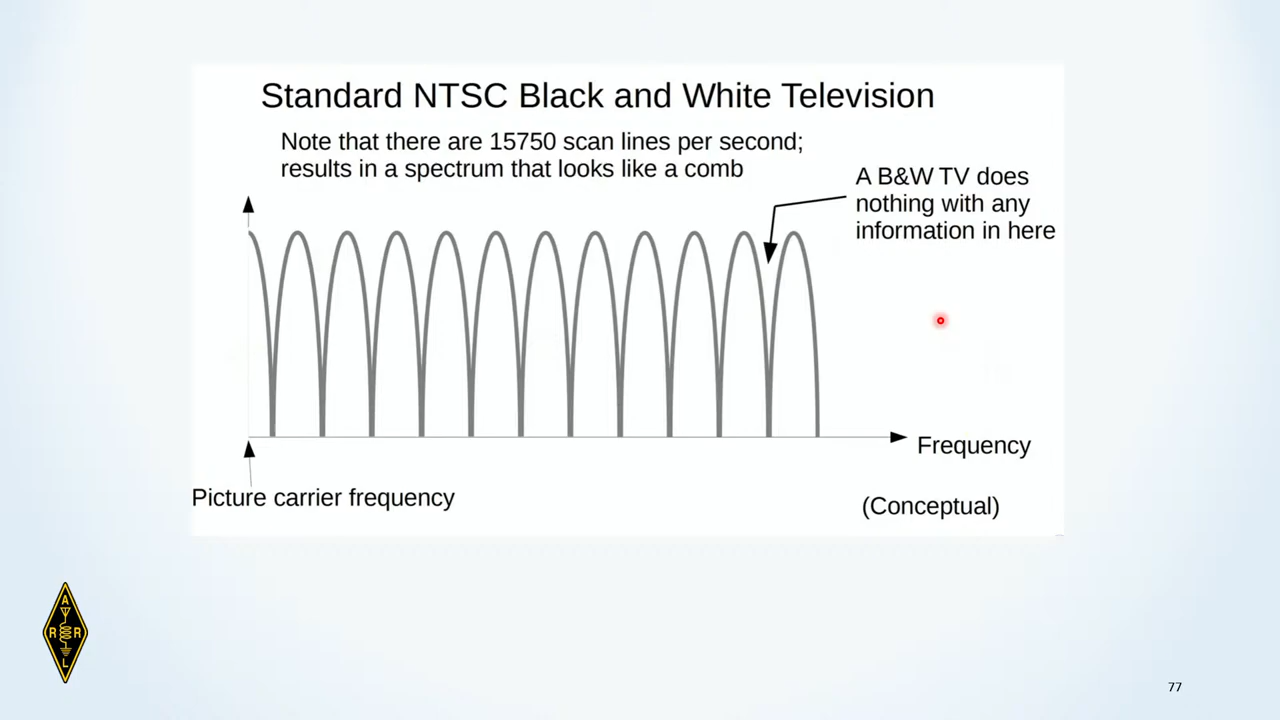 Standard NTSC Black and White Television
Note that there are 15750 scan lines per second;
results in a spectrum that looks like a comb
A B&W TV does
nothing with any
information in here
Frequency
Picture carrier frequency
(Conceptual)
A
R R
L
77